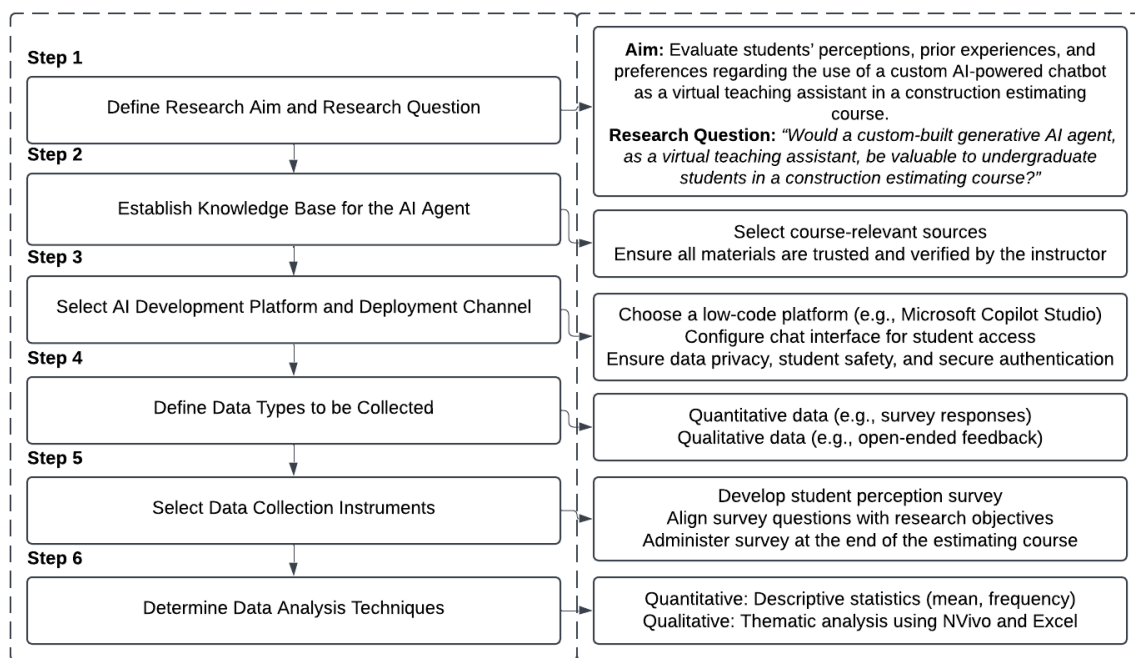 Step 1
Define Research Aim and Research Question
Aim: Evaluate students' perceptions, prior experiences, and
preferences regarding the use of a custom AI-powered chatbot
as a virtual teaching assistant in a construction estimating
course.
Research Question: “Would a custom-built generative AI agent,
as a virtual teaching assistant, be valuable to undergraduate
students in a construction estimating course?”
Step 2
Establish Knowledge Base for the AI Agent
Select course-relevant sources
Ensure all materials are trusted and verified by the instructor
Step 3
Select AI Development Platform and Deployment Channel
Choose a low-code platform (e.g., Microsoft Copilot Studio)
Configure chat interface for student access
Ensure data privacy, student safety, and secure authentication
Step 4
Define Data Types to be Collected
Quantitative data (e.g., survey responses)
Qualitative data (e.g., open-ended feedback)
Step 5
Select Data Collection Instruments
Develop student perception survey
Align survey questions with research objectives
Administer survey at the end of the estimating course
Step 6
Determine Data Analysis Techniques
Quantitative: Descriptive statistics (mean, frequency)
Qualitative: Thematic analysis using NVivo and Excel